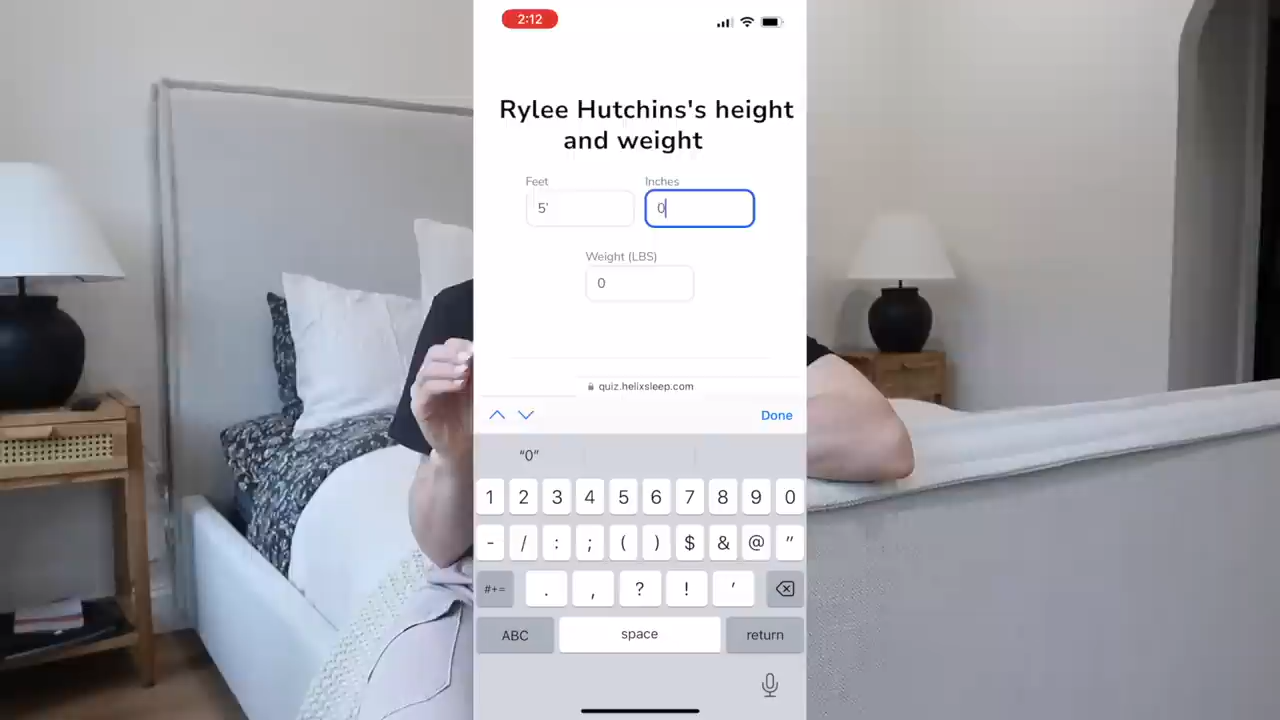 2:12
Rylee Hutchins's height
and weight
Feet Inches
5' 0
Weight (LBS)
0
quiz.helixsleep.com
Done
“0”
1 2 3 4 5 6 7 8 9 0
- / : ; ( ) $ & @ ”
#+= . , ? ! ’
ABC space return